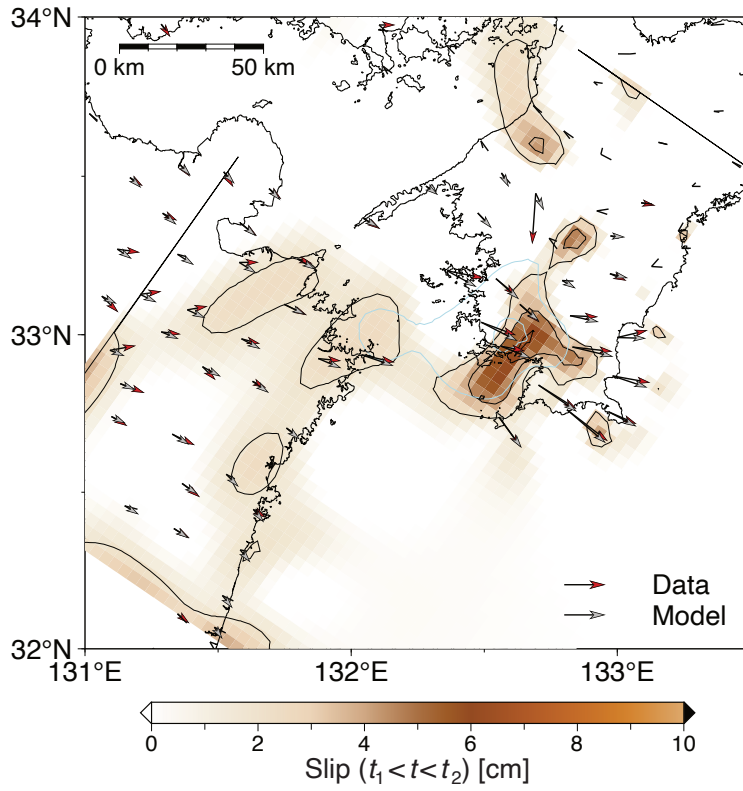 34°N
0 km 50 km
33°N
Data
Model
32°N
131°E 132°E 133°E
0 2 4 6 8 10
Slip (t₁<t<t₂) [cm]